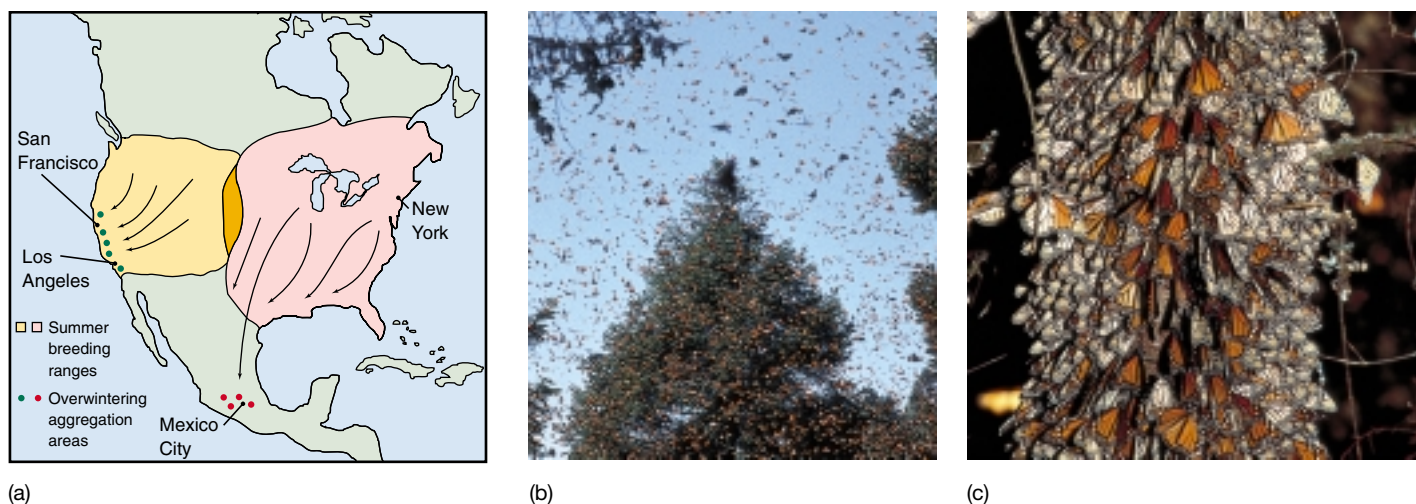 San
Francisco
Los
Angeles
New
York
Summer
breeding
ranges
Overwintering
aggregation
areas
Mexico
City
(a)
(b)
(c)